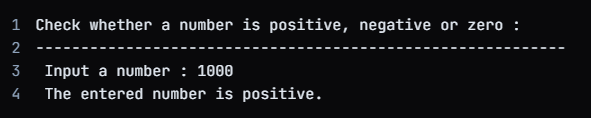 1 Check whether a number is positive, negative or zero :
2 -----------------------------------------------------------
3  Input a number : 1000
4  The entered number is positive.